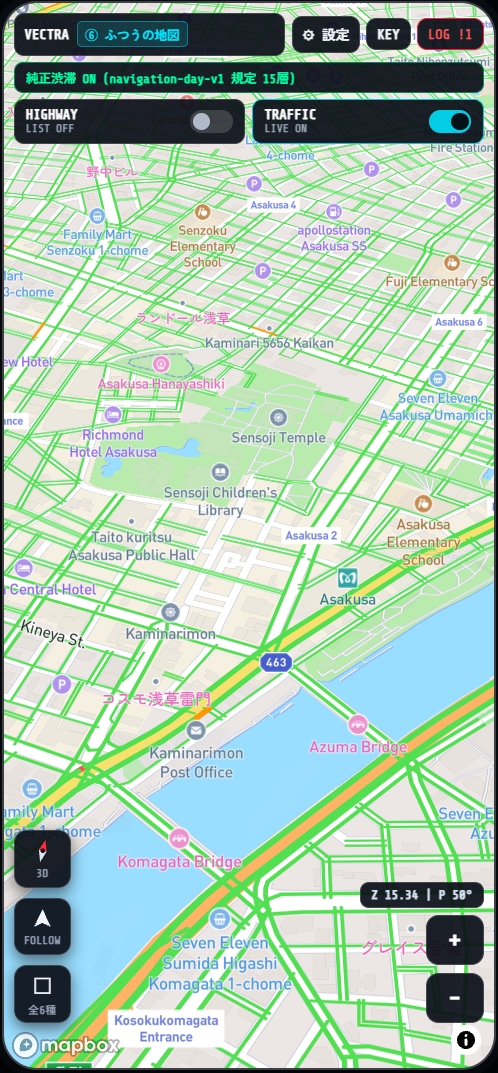 VECTRA
⑥ ふつうの地図
⚙ 設定
KEY
LOG !1
純正渋滞 ON (navigation-day-v1 規定 15層)
HIGHWAY
LIST OFF
TRAFFIC
LIVE ON
4-chome
Fire Station
野中ビル
P
P
P
Asakusa 4
Family Mart
Senzoku 1-chome
Senzoku
Elementary
School
apollostation
Asakusa SS
P
Fuji Elementary Sc
3-chome
ランドール浅草
Kaminari 5656 Kaikan
Asakusa 6
ew Hotel
Asakusa Hanayashiki
Seven Eleven
Asakusa Umamich
Richmond
Hotel Asakusa
Sensoji Temple
Sensoji Children's
Library
Asakusa
Elementary
School
Taito kuritsu
Asakusa Public Hall
Asakusa 2
Central Hotel
Asakusa
Kaminarimon
Kineya St.
463
P
コスモ浅草雷門
Kaminarimon
Post Office
Azuma Bridge
amily Mart
Seven E
Azu
Komagata Bridge
3D
Z 15.34 | P 50°
FOLLOW
Seven Eleven
Sumida Higashi
Komagata 1-chome
グレイス
+
全6種
−
Kosokukomagata
Entrance
mapbox
i